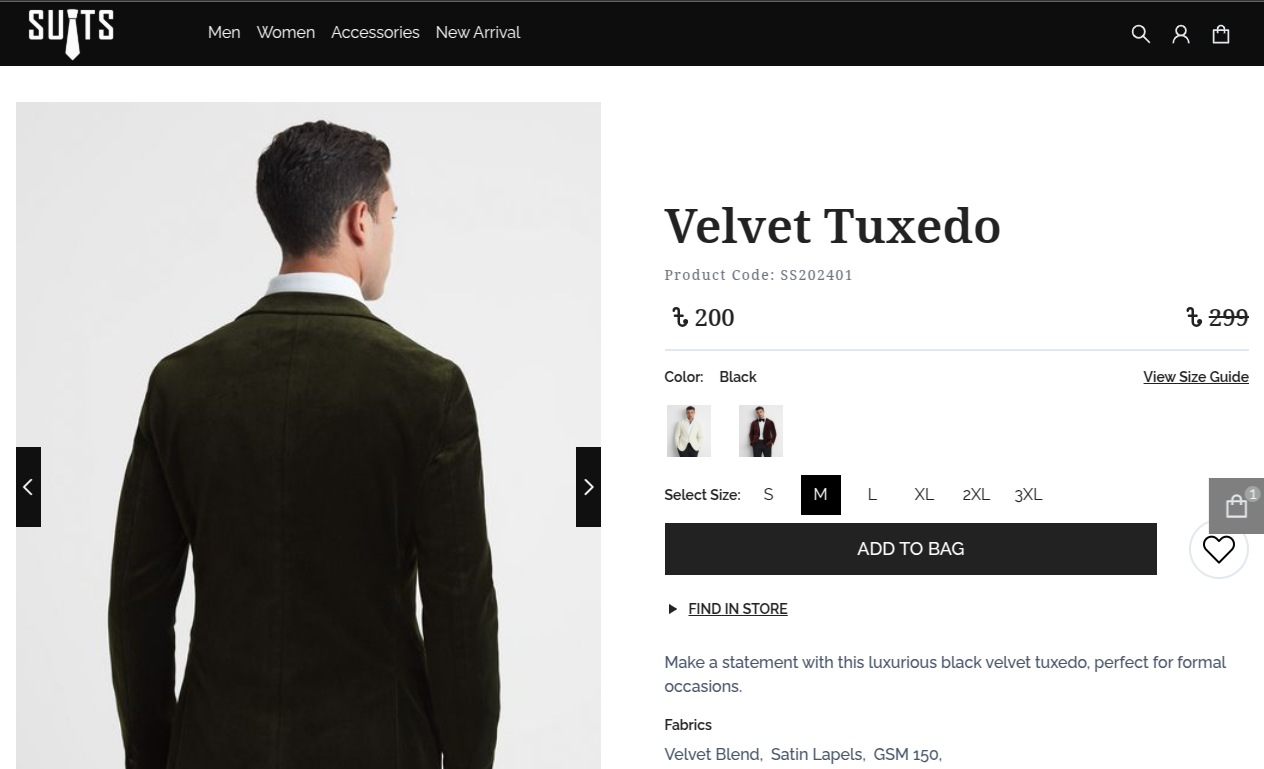 SUITS
Men Women Accessories New Arrival
Velvet Tuxedo
Product Code: SS202401
৳ 200 ৳ 299
Color: Black View Size Guide
Select Size: S M L XL 2XL 3XL
1
ADD TO BAG
FIND IN STORE
Make a statement with this luxurious black velvet tuxedo, perfect for formal
occasions.
Fabrics
Velvet Blend, Satin Lapels, GSM 150,